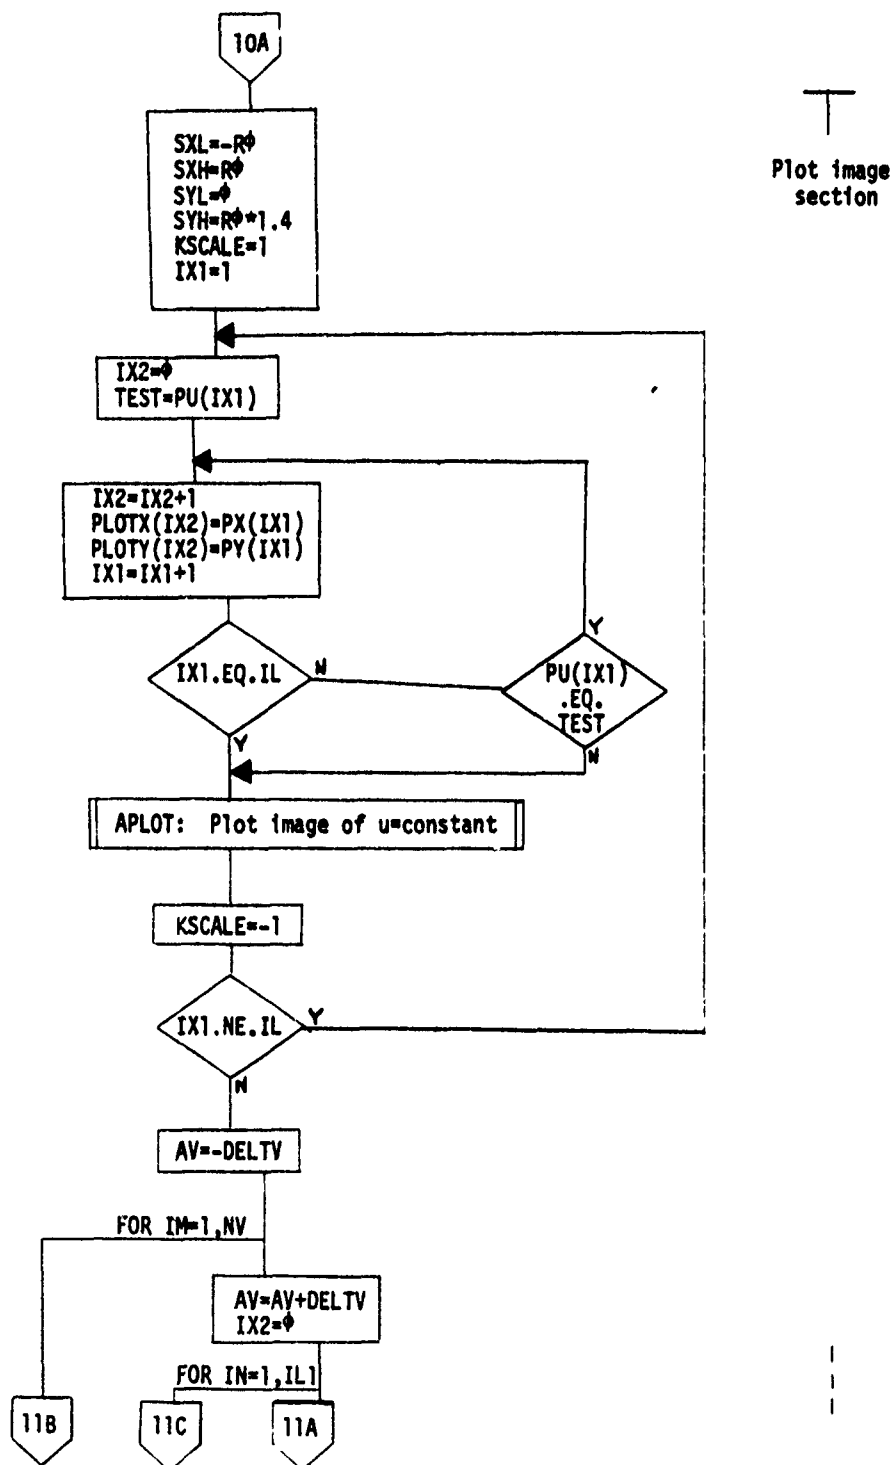 10A
SXL=-Rϕ
SXH=Rϕ
SYL=ϕ
SYH=Rϕ*1.4
KSCALE=1
IX1=1
Plot image
section
IX2=ϕ
TEST=PU(IX1)
IX2=IX2+1
PLOTX(IX2)=PX(IX1)
PLOTY(IX2)=PY(IX1)
IX1=IX1+1
IX1.EQ.IL
N
Y
PU(IX1)
.EQ.
TEST
Y
N
APLOT: Plot image of u=constant
KSCALE=-1
IX1.NE.IL
Y
N
AV=-DELTV
FOR IM=1,NV
AV=AV+DELTV
IX2=ϕ
FOR IN=1,IL1
11B
11C
11A